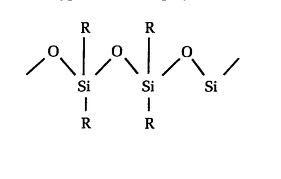 R R
O O O
Si Si Si
R R